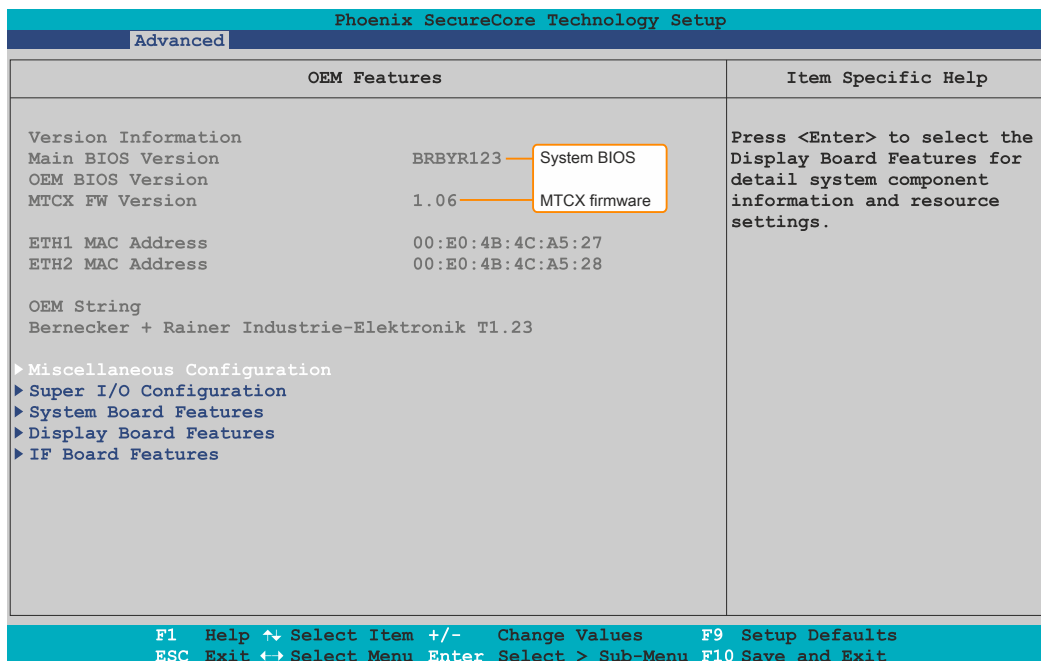 Phoenix SecureCore Technology Setup
Advanced
OEM Features
Item Specific Help
Version Information
Main BIOS Version BRBYR123 System BIOS
OEM BIOS Version
MTCX FW Version 1.06 MTCX firmware
ETH1 MAC Address 00:E0:4B:4C:A5:27
ETH2 MAC Address 00:E0:4B:4C:A5:28
OEM String
Bernecker + Rainer Industrie-Elektronik T1.23
Miscellaneous Configuration
Super I/O Configuration
System Board Features
Display Board Features
IF Board Features
Press <Enter> to select the
Display Board Features for
detail system component
information and resource
settings.
F1 Help ↑↓ Select Item +/- Change Values F9 Setup Defaults
ESC Exit ←→ Select Menu Enter Select > Sub-Menu F10 Save and Exit